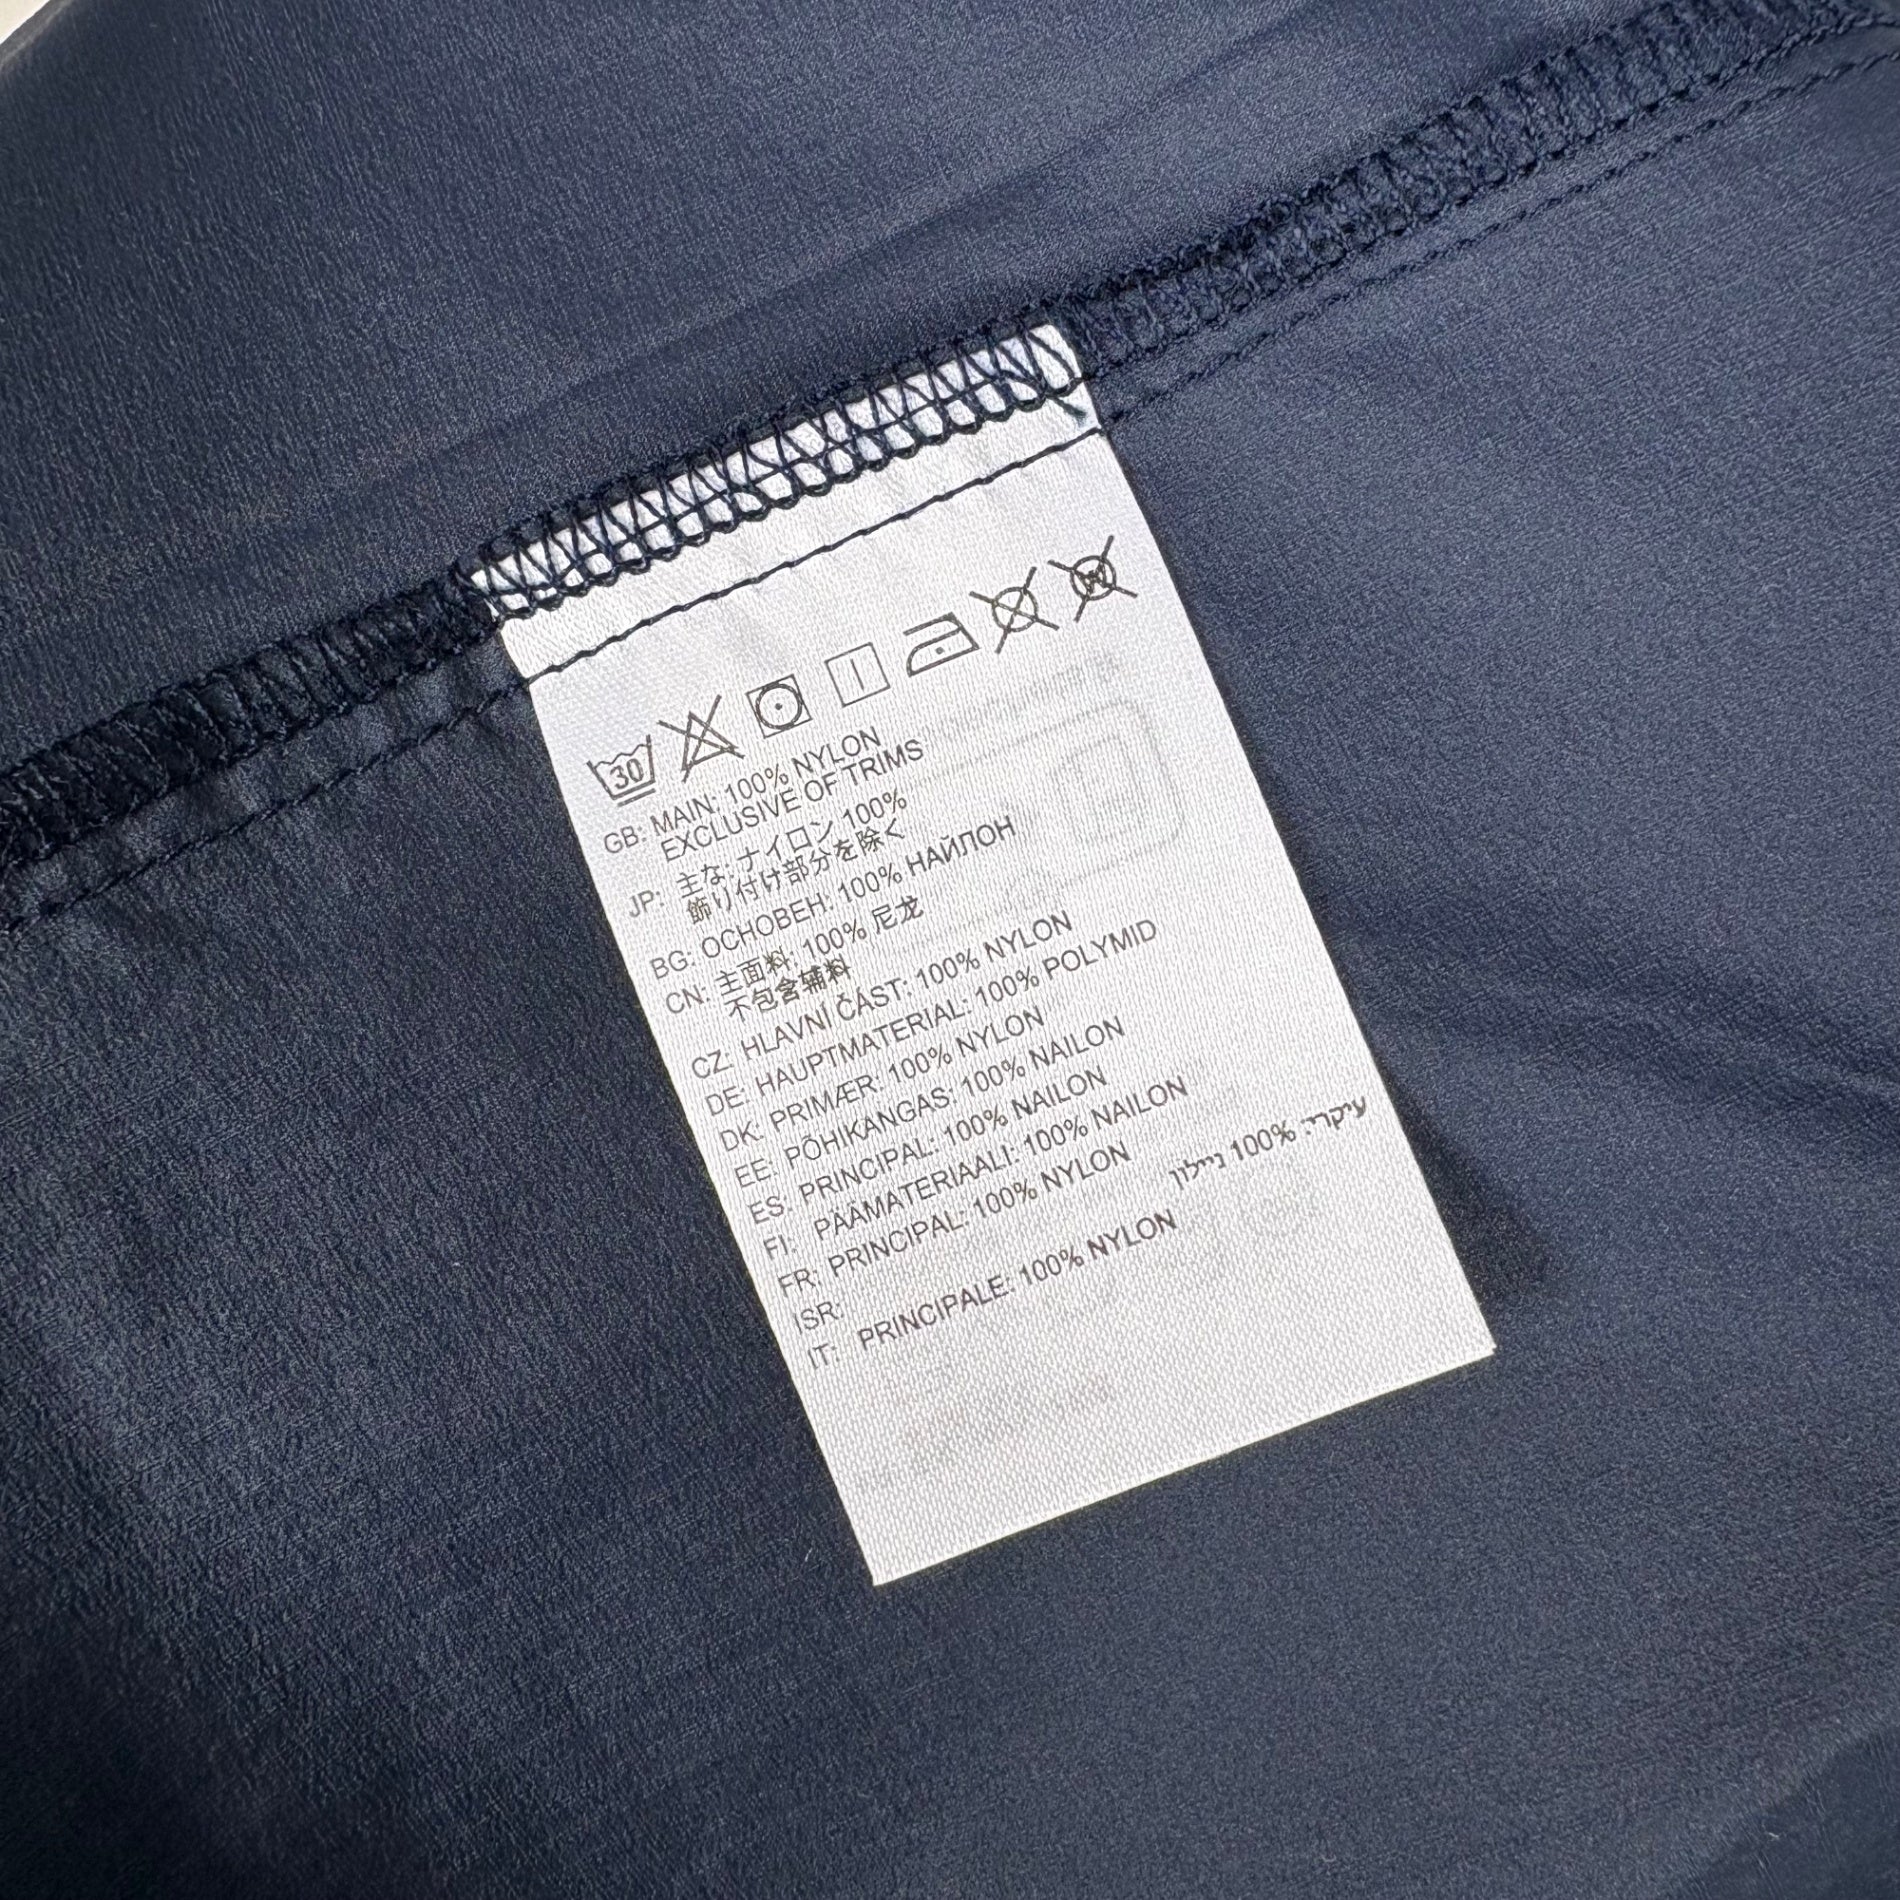 30
GB: MAIN: 100% NYLON
EXCLUSIVE OF TRIMS
JP: 主な: ナイロン 100%
飾り付け部分を除く
BG: ОСНОВЕН: 100% НАЙЛОН
CN: 主面料: 100% 尼龙
不包含辅料
CZ: HLAVNÍ ČÁST: 100% NYLON
DE: HAUPTMATERIAL: 100% POLYMID
DK: PRIMÆR: 100% NYLON
EE: PÕHIKANGAS: 100% NAILON
ES: PRINCIPAL: 100% NAILON
FI: PÄÄMATERIAALI: 100% NAILON
FR: PRINCIPAL: 100% NYLON
ISR: עיקרי: 100% ניילון
IT: PRINCIPALE: 100% NYLON